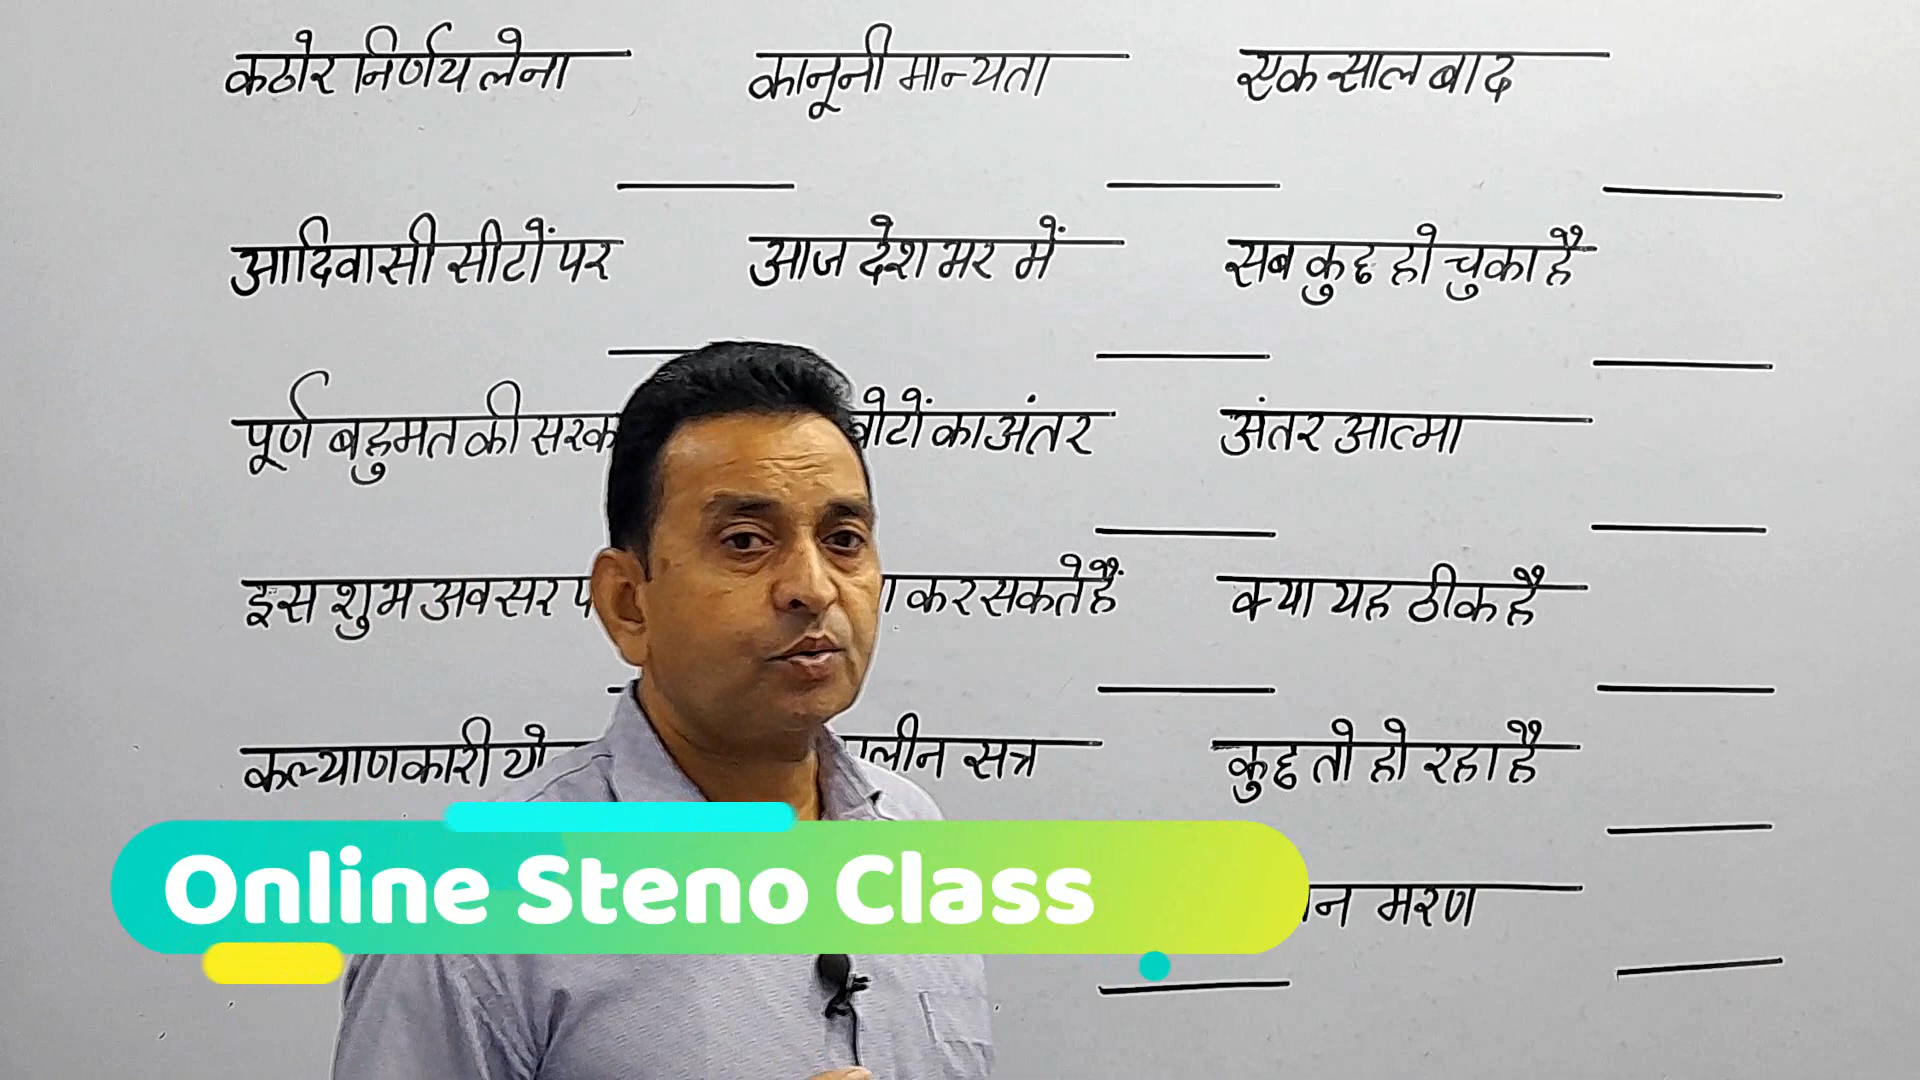 कठोर निर्णय लेना कानूनी मान्यता एक साल बाद
आदिवासी सीटों पर आज देश भर में सब कुछ हो चुका है
पूर्ण बहुमत की वोटों का अंतर अंतर आत्मा
इस शुभ अवसर कर सकते हैं क्या यह ठीक है
कल्याणकारी सत्र कुछ तो हो रहा है
Online Steno Class मरण